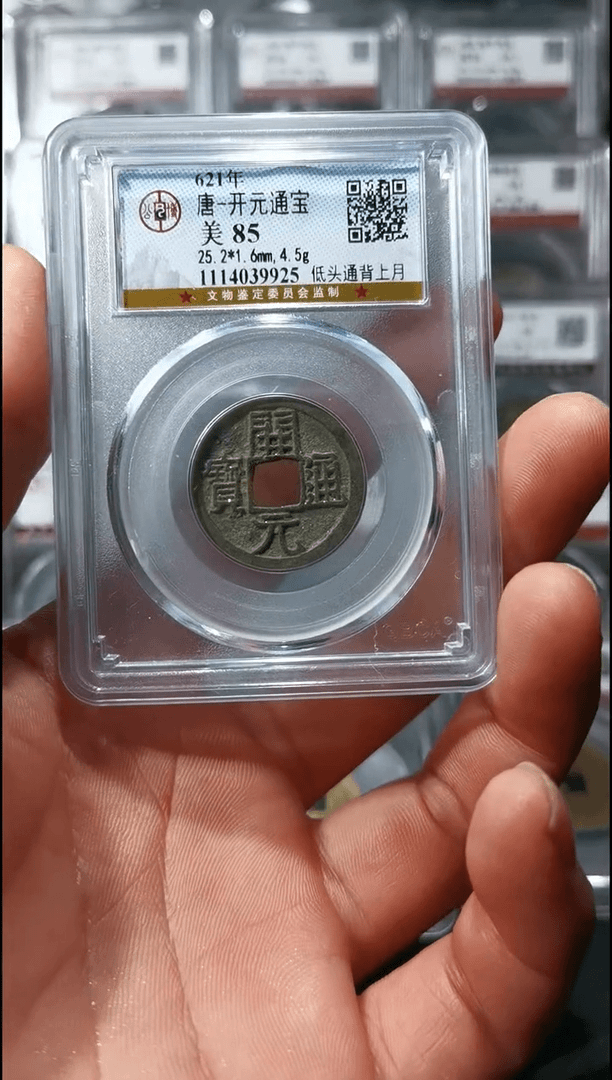 621年
唐-开元通宝
美 85
25.2*1.6mm,4.5g
1114039925 低头通背上月
★ 文物鉴定委员会监制 ★
開
寶 通
元